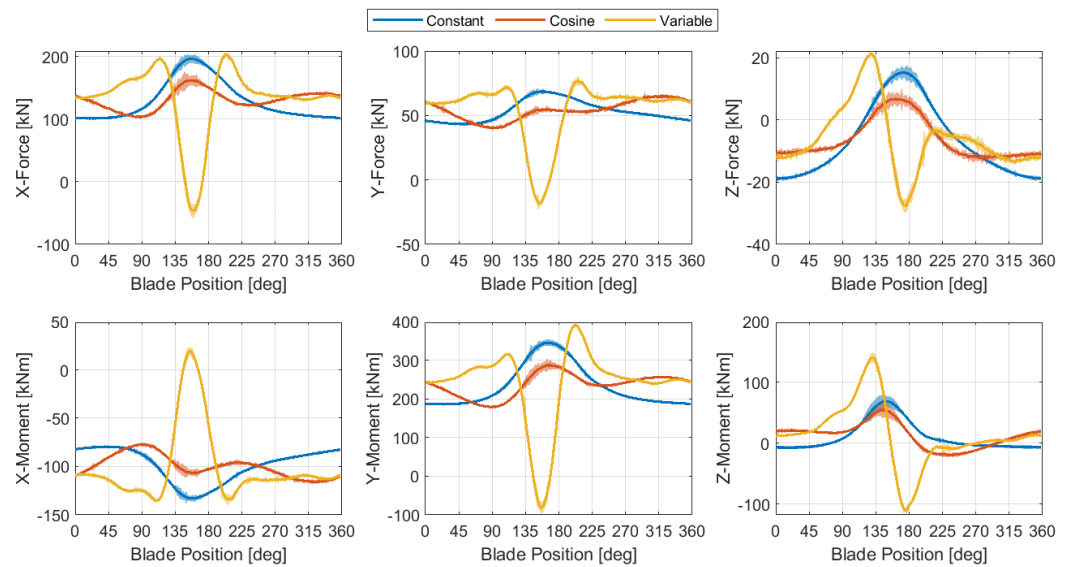 Constant Cosine Variable
X-Force [kN]
200
100
0
-100
0 45 90 135 180 225 270 315 360
Blade Position [deg]
Y-Force [kN]
100
50
0
-50
0 45 90 135 180 225 270 315 360
Blade Position [deg]
Z-Force [kN]
20
0
-20
-40
0 45 90 135 180 225 270 315 360
Blade Position [deg]
X-Moment [kNm]
50
0
-50
-100
-150
0 45 90 135 180 225 270 315 360
Blade Position [deg]
Y-Moment [kNm]
400
300
200
100
0
-100
0 45 90 135 180 225 270 315 360
Blade Position [deg]
Z-Moment [kNm]
200
100
0
-100
0 45 90 135 180 225 270 315 360
Blade Position [deg]